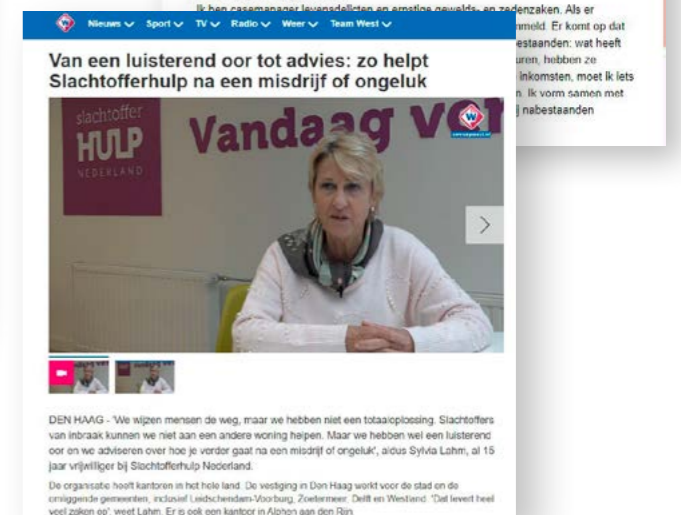 Ik ben casemanager levensdelicten en ernstige gewelds- en zedenzaken. Als er
nmeld. Er komt op dat
estaanden: wat heeft
uren, hebben ze
inkomsten, moet ik iets
n. Ik vorm samen met
j nabestaanden
Nieuws Sport TV Radio Weer Team West
Van een luisterend oor tot advies: zo helpt
Slachtofferhulp na een misdrijf of ongeluk
slachtoffer
HULP
NEDERLAND
Vandaag vo
W
DEN HAAG - 'We wijzen mensen de weg, maar we hebben niet een totaaloplossing. Slachtoffers
van inbraak kunnen we niet aan een andere woning helpen. Maar we hebben wel een luisterend
oor en we adviseren over hoe je verder gaat na een misdrijf of ongeluk', aldus Sylvia Lahm, al 15
jaar vrijwilliger bij Slachtofferhulp Nederland.
De organisatie heeft kantoren in het hele land. De vestiging in Den Haag werkt voor de stad en de
omliggende gemeenten, inclusief Leidschendam-Voorburg, Zoetermeer, Delft en Westland. 'Dat levert heel
veel zaken op', weet Lahm. Er is ook een kantoor in Alphen aan den Rijn